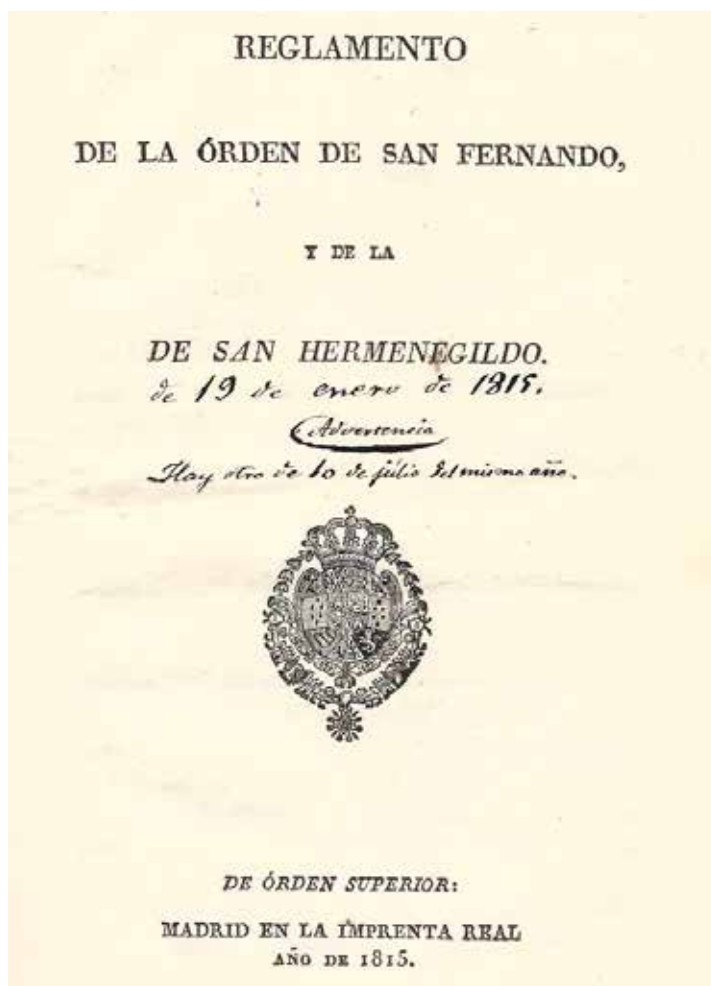 REGLAMENTO
DE LA ÓRDEN DE SAN FERNANDO,
Y DE LA
DE SAN HERMENEGILDO.
de 19 de enero de 1815.
Advertencia
Hay otro de 10 de júlio del mismo año.
DE ÓRDEN SUPERIOR:
MADRID EN LA IMPRENTA REAL
AÑO DE 1815.